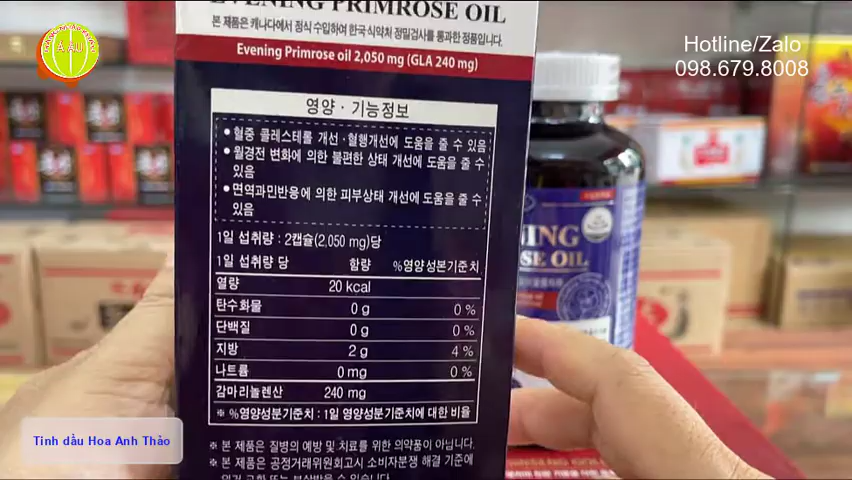 EVENING PRIMROSE OIL
본 제품은 캐나다에서 정식 수입하여 한국 식약처 정밀검사를 통과한 정품입니다.
Evening Primrose oil 2,050 mg (GLA 240 mg)
영양 · 기능정보
• 혈중 콜레스테롤 개선 · 혈행개선에 도움을 줄 수 있음
• 월경전 변화에 의한 불편한 상태 개선에 도움을 줄 수
있음
• 면역과민반응에 의한 피부상태 개선에 도움을 줄 수
있음
1일 섭취량 : 2캡슐(2,050 mg)당
1일 섭취량 당 함량 %영양성분기준치
열량 20 kcal
탄수화물 0 g 0 %
단백질 0 g 0 %
지방 2 g 4 %
나트륨 0 mg 0 %
감마리놀렌산 240 mg
※ %영양성분기준치 : 1일 영양성분기준치에 대한 비율
※ 본 제품은 질병의 예방 및 치료를 위한 의약품이 아닙니다.
※ 본 제품은 공정거래위원회고시 소비자분쟁 해결 기준에
Hotline/Zalo
098.679.8008
Á ÂU
NING
SE OIL
Tinh dầu Hoa Anh Thảo